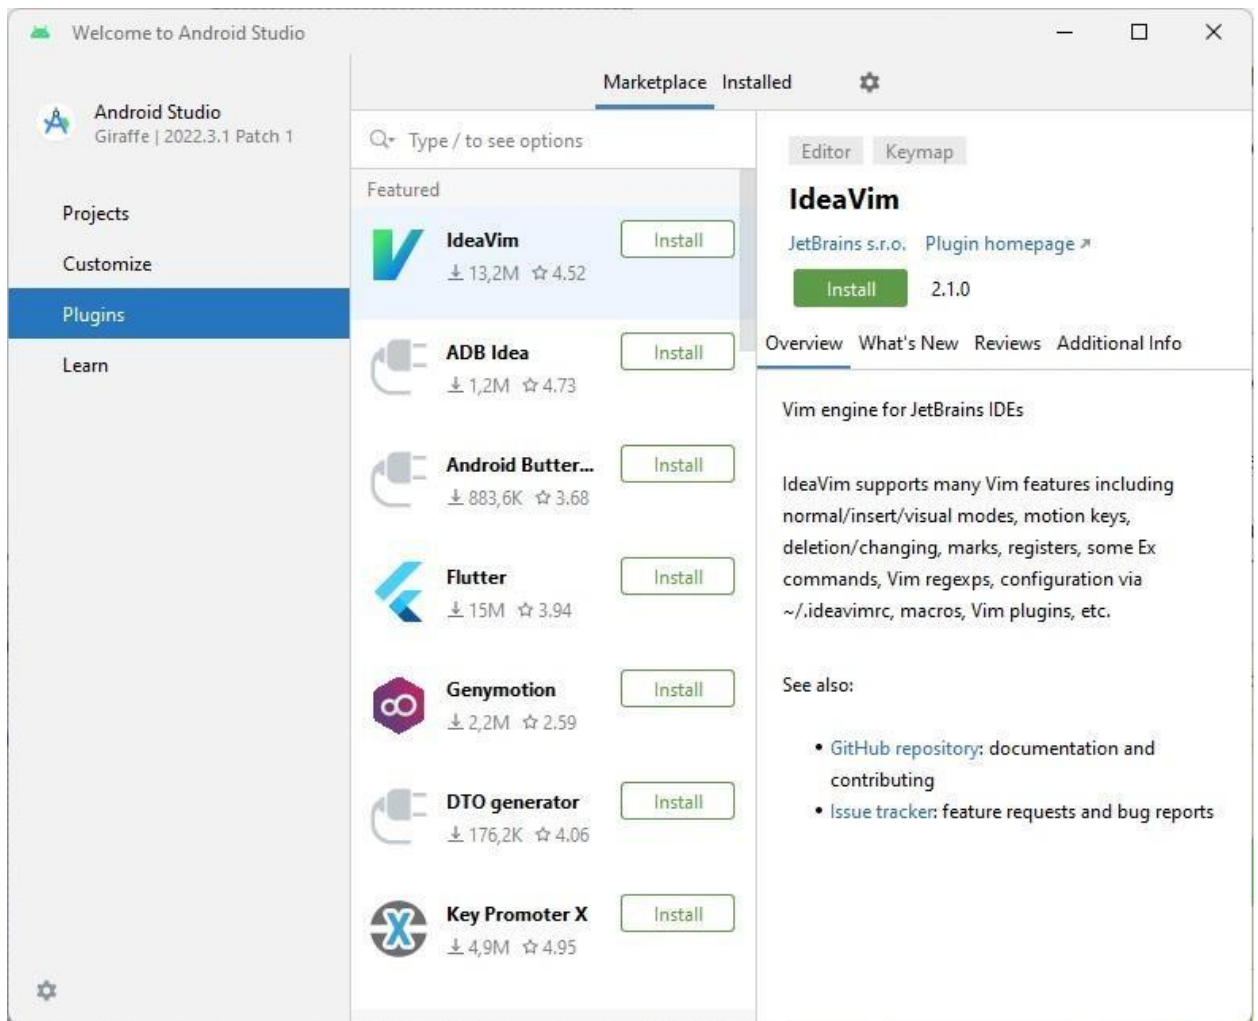 Welcome to Android Studio
Android Studio
Giraffe | 2022.3.1 Patch 1
Projects
Customize
Plugins
Learn
Marketplace Installed
Type / to see options
Featured
IdeaVim Install
13,2M 4.52
ADB Idea Install
1,2M 4.73
Android Butter... Install
883,6K 3.68
Flutter Install
15M 3.94
Genymotion Install
2,2M 2.59
DTO generator Install
176,2K 4.06
Key Promoter X Install
4,9M 4.95
Editor Keymap
IdeaVim
JetBrains s.r.o. Plugin homepage ↗
Install 2.1.0
Overview What's New Reviews Additional Info
Vim engine for JetBrains IDEs
IdeaVim supports many Vim features including
normal/insert/visual modes, motion keys,
deletion/changing, marks, registers, some Ex
commands, Vim regexps, configuration via
~/.ideavimrc, macros, Vim plugins, etc.
See also:
• GitHub repository: documentation and
contributing
• Issue tracker: feature requests and bug reports